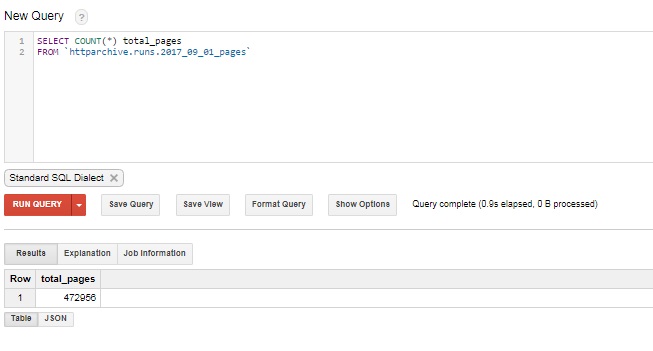 New Query ?
1 SELECT COUNT(*) total_pages
2 FROM `httparchive.runs.2017_09_01_pages`
Standard SQL Dialect X
RUN QUERY Save Query Save View Format Query Show Options Query complete (0.9s elapsed, 0 B processed)
Results Explanation Job Information
Row total_pages
1 472956
Table JSON